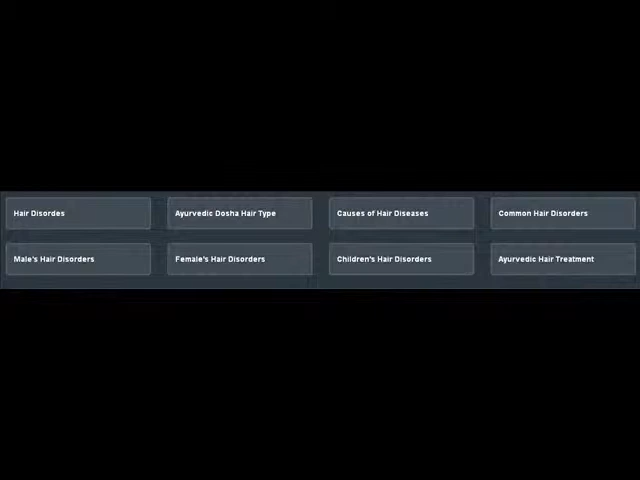 Hair Disordes
Ayurvedic Dosha Hair Type
Causes of Hair Diseases
Common Hair Disorders
Male's Hair Disorders
Female's Hair Disorders
Children's Hair Disorders
Ayurvedic Hair Treatment